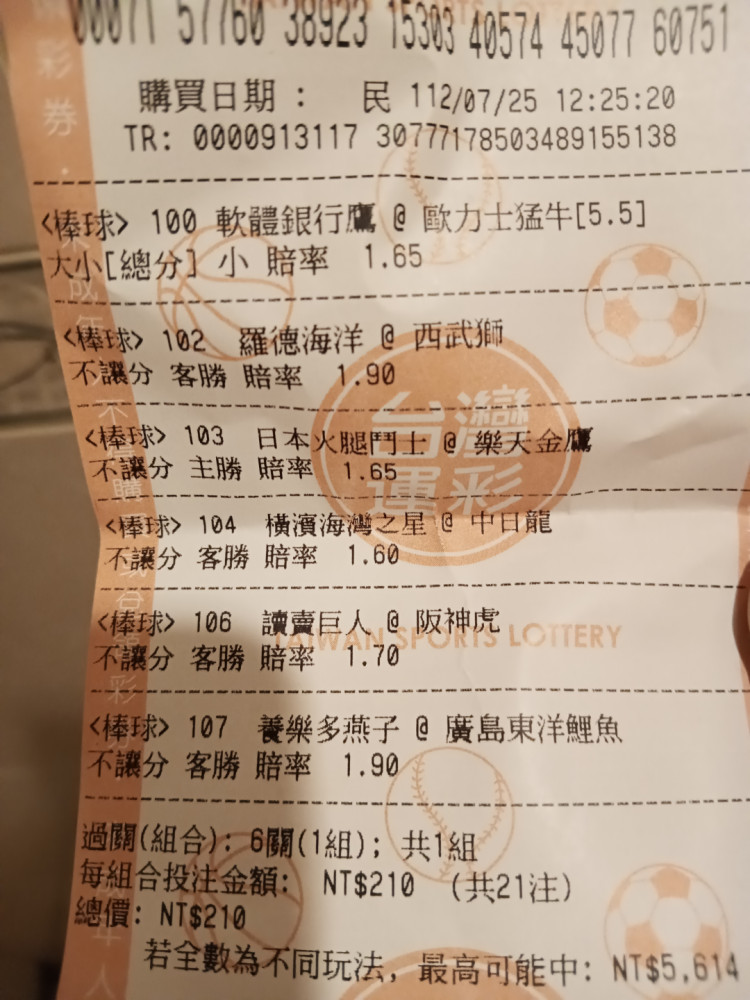 00071 57760 38923 15303 40574 45077 60751
購買日期： 民 112/07/25 12:25:20
TR: 0000913117 30777178503489155138
<棒球> 100 軟體銀行鷹 @ 歐力士猛牛[5.5]
大小[總分] 小 賠率 1.65
<棒球> 102 羅德海洋 @ 西武獅
不讓分 客勝 賠率 1.90
<棒球> 103 日本火腿鬥士 @ 樂天金鷹
不讓分 主勝 賠率 1.65
<棒球> 104 橫濱海灣之星 @ 中日龍
不讓分 客勝 賠率 1.60
<棒球> 106 讀賣巨人 @ 阪神虎
不讓分 客勝 賠率 1.70
<棒球> 107 養樂多燕子 @ 廣島東洋鯉魚
不讓分 客勝 賠率 1.90
過關(組合): 6關(1組); 共1組
每組合投注金額: NT$210 (共21注)
總價: NT$210
若全數為不同玩法, 最高可能中: NT$5,614
台灣
運彩
TAIWAN SPORTS LOTTERY